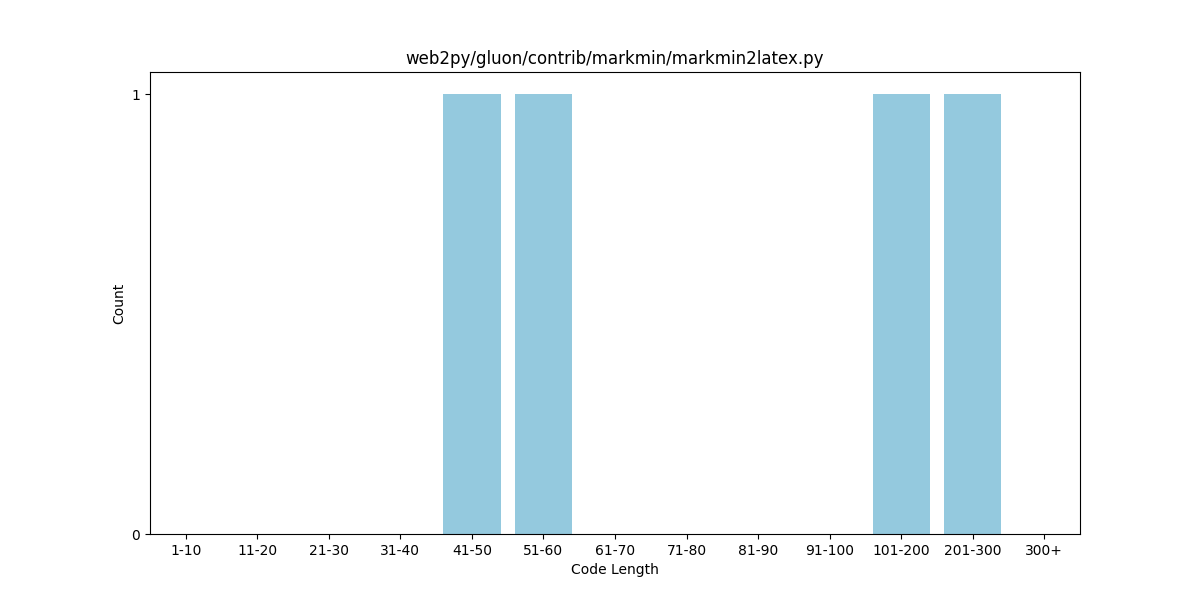 web2py/gluon/contrib/markmin/markmin2latex.py
1
Count
0
1-10 11-20 21-30 31-40 41-50 51-60 61-70 71-80 81-90 91-100 101-200 201-300 300+
Code Length